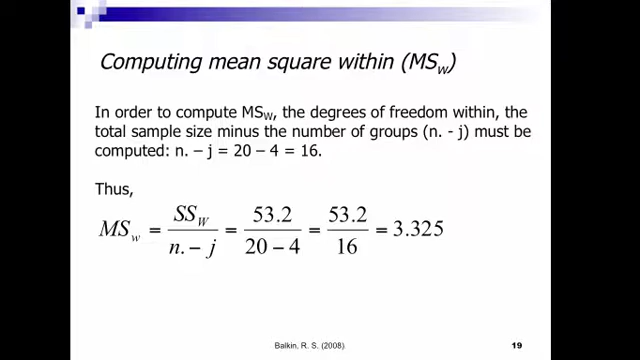 Computing mean square within (MSw)
In order to compute MSW, the degrees of freedom within, the
total sample size minus the number of groups (n. - j) must be
computed: n. – j = 20 – 4 = 16.
Thus,
MSw = SSW / (n. − j) = 53.2 / (20 − 4) = 53.2 / 16 = 3.325
Balkin, R. S. (2008)
19